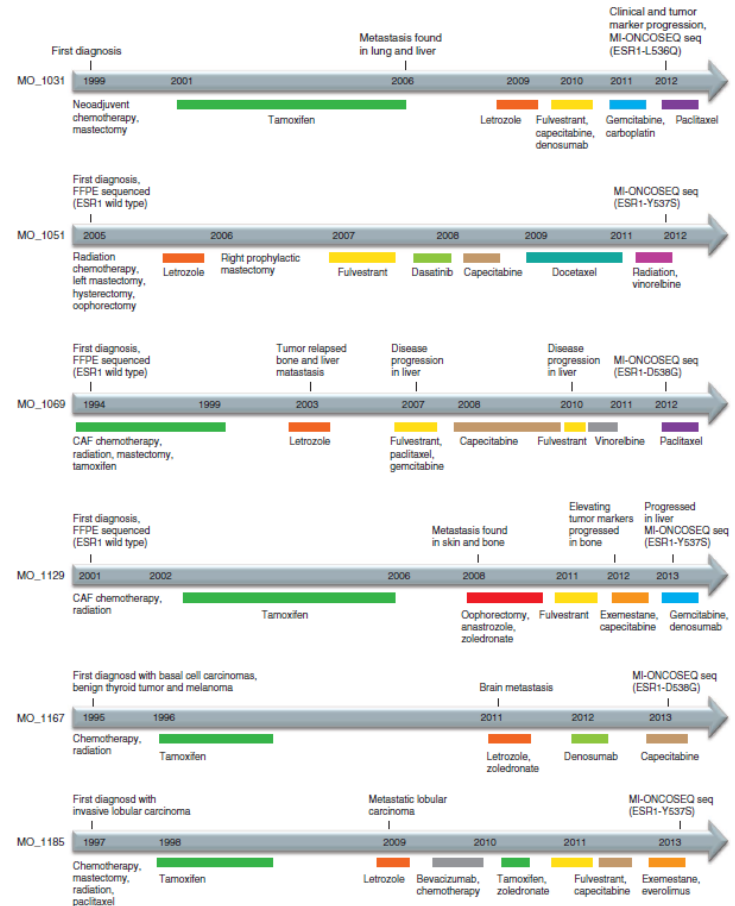 Clinical and tumor
marker progression,
MI-ONCOSEQ seq
(ESR1-L536Q)
Metastasis found
in lung and liver
First diagnosis
MO_1031
1999 2001 2006 2009 2010 2011 2012
Neoadjuvent
chemotherapy,
mastectomy
Tamoxifen
Letrozole
Fulvestrant,
capecitabine,
denosumab
Gemcitabine,
carboplatin
Paclitaxel
First diagnosis,
FFPE sequenced
(ESR1 wild type)
MI-ONCOSEQ seq
(ESR1-Y537S)
MO_1051
2005 2006 2007 2008 2009 2011 2012
Radiation
chemotherapy,
left mastectomy,
hysterectomy,
oophorectomy
Letrozole
Right prophylactic
mastectomy
Fulvestrant
Dasatinib
Capecitabine
Docetaxel
Radiation,
vinorelbine
First diagnosis,
FFPE sequenced
(ESR1 wild type)
Tumor relapsed
bone and liver
matastasis
Disease
progression
in liver
Disease
progression
in liver
MI-ONCOSEQ seq
(ESR1-D538G)
MO_1069
1994 1999 2003 2007 2008 2010 2011 2012
CAF chemotherapy,
radiation, mastectomy,
tamoxifen
Letrozole
Fulvestrant,
paclitaxel,
gemcitabine
Capecitabine
Fulvestrant
Vinorelbine
Paclitaxel
First diagnosis,
FFPE sequenced
(ESR1 wild type)
Metastasis found
in skin and bone
Elevating
tumor markers
progressed
in bone
Progressed
in liver
MI-ONCOSEQ seq
(ESR1-Y537S)
MO_1129
2001 2002 2006 2008 2011 2012 2013
CAF chemotherapy,
radiation
Tamoxifen
Oophorectomy,
anastrozole,
zoledronate
Fulvestrant
Exemestane,
capecitabine
Gemcitabine,
denosumab
First diagnosd with basal cell carcinomas,
benign thyroid tumor and melanoma
Brain metastasis
MI-ONCOSEQ seq
(ESR1-D538G)
MO_1167
1995 1996 2011 2012 2013
Chemotherapy,
radiation
Tamoxifen
Letrozole,
zoledronate
Denosumab
Capecitabine
First diagnosd with
invasive lobular carcinoma
Metastatic lobular
carcinoma
MI-ONCOSEQ seq
(ESR1-Y537S)
MO_1185
1997 1998 2009 2010 2011 2013
Chemotherapy,
mastectomy,
radiation,
paclitaxel
Tamoxifen
Letrozole
Bevacizumab,
chemotherapy
Tamoxifen,
zoledronate
Fulvestrant,
capecitabine
Exemestane,
everolimus